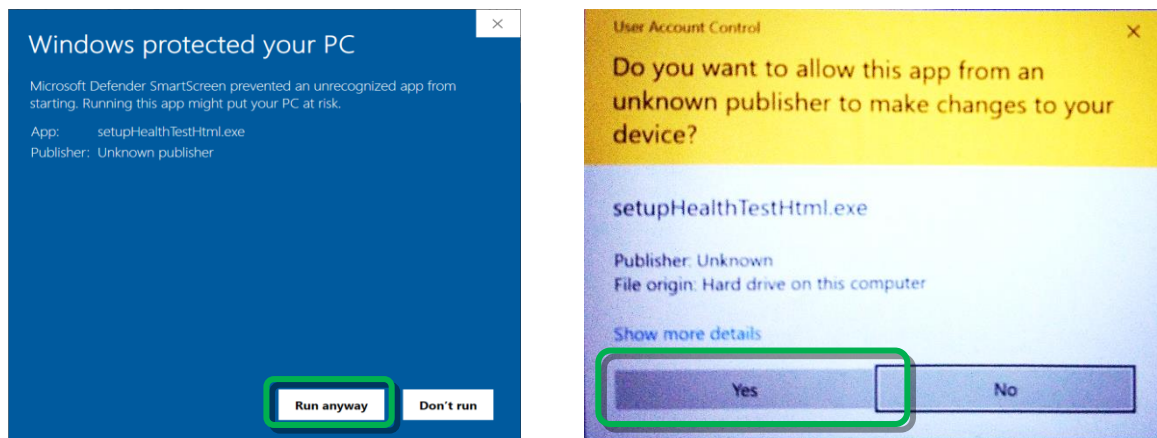 Windows protected your PC
Microsoft Defender SmartScreen prevented an unrecognized app from
starting. Running this app might put your PC at risk.
App: setupHealthTestHtml.exe
Publisher: Unknown publisher
Run anyway
Don't run
User Account Control
Do you want to allow this app from an
unknown publisher to make changes to your
device?
setupHealthTestHtml.exe
Publisher: Unknown
File origin: Hard drive on this computer
Show more details
Yes
No